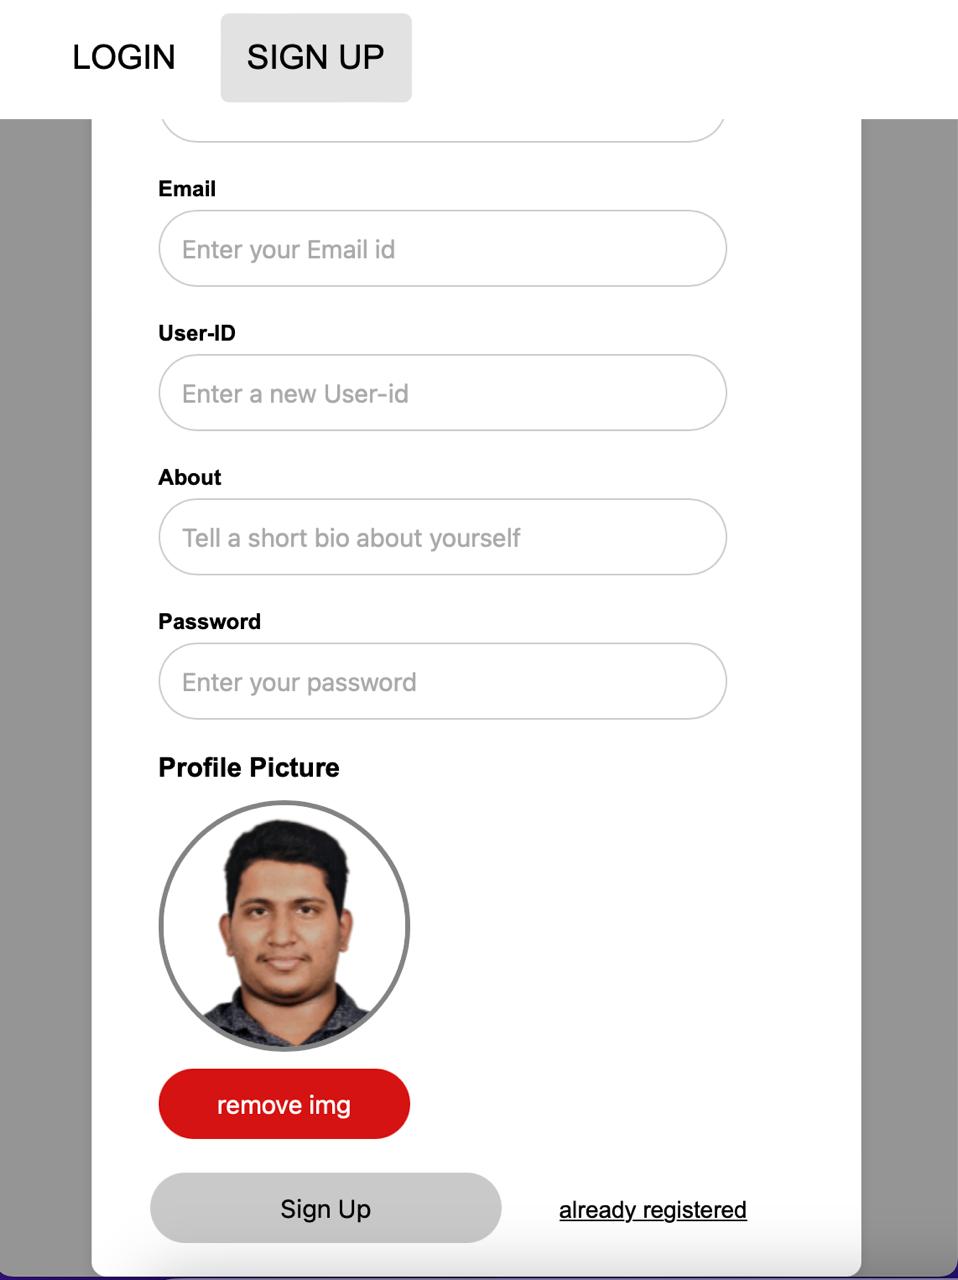 LOGIN SIGN UP
Email
Enter your Email id
User-ID
Enter a new User-id
About
Tell a short bio about yourself
Password
Enter your password
Profile Picture
remove img
Sign Up already registered